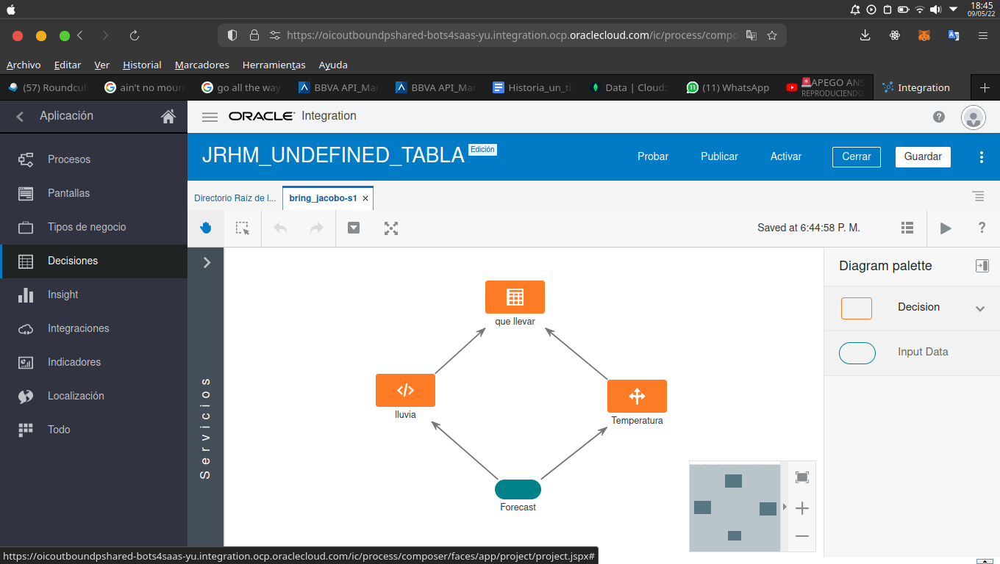 18:45
09/05/22
https://oicoutboundpshared-bots4saas-yu.integration.ocp.oraclecloud.com/ic/process/compo
Archivo Editar Ver Historial Marcadores Herramientas Ayuda
(57) Roundcub
ain't no moun
go all the way
BBVA API_Mar
BBVA API_Mar
Historia_un_ti
Data | Cloud:
11 (11) WhatsApp
APEGO ANS
REPRODUCIENDO
Integration
Aplicación
ORACLE Integration
JRHM_UNDEFINED_TABLA Edición
Probar Publicar Activar Cerrar Guardar
Directorio Raíz de l... bring_jacobo-s1
Saved at 6:44:58 P. M.
Procesos
Pantallas
Tipos de negocio
Decisiones
Insight
Integraciones
Indicadores
Localización
Todo
Servicios
que llevar
lluvia
Temperatura
Forecast
Diagram palette
Decision
Input Data
https://oicoutboundpshared-bots4saas-yu.integration.ocp.oraclecloud.com/ic/process/composer/faces/app/project/project.jspx#